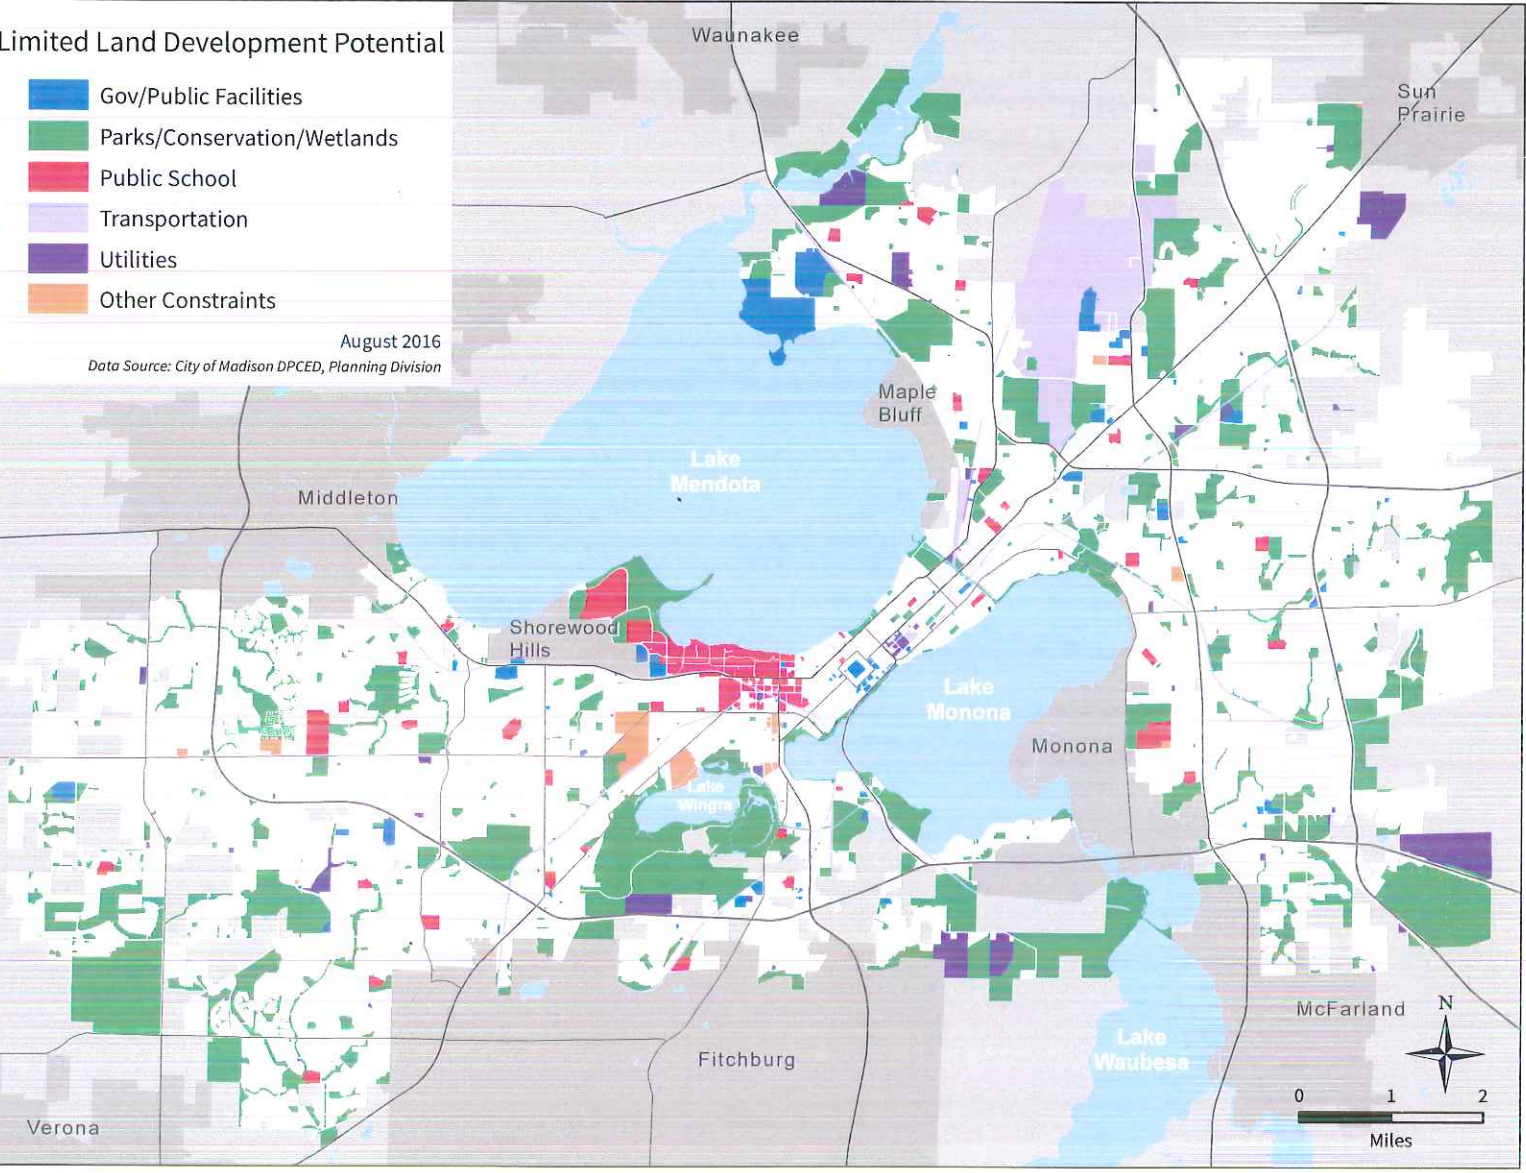 Limited Land Development Potential
Gov/Public Facilities
Parks/Conservation/Wetlands
Public School
Transportation
Utilities
Other Constraints
August 2016
Data Source: City of Madison DPCED, Planning Division
Waunakee
Sun
Prairie
Maple
Bluff
Lake
Mendota
Middleton
Shorewood
Hills
Lake
Monona
Monona
Lake
Wingra
McFarland
N
Lake
Waubesa
Fitchburg
Verona
0 1 2
Miles